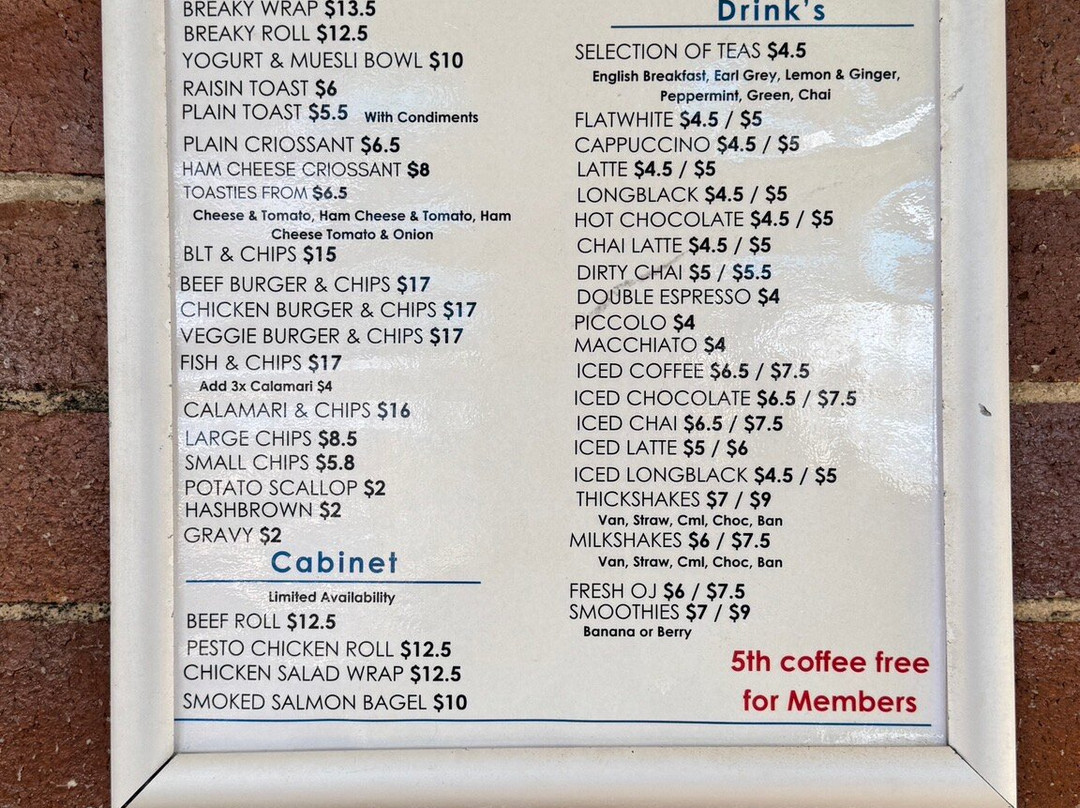 BREAKY WRAP $13.5
BREAKY ROLL $12.5
YOGURT & MUESLI BOWL $10
RAISIN TOAST $6
PLAIN TOAST $5.5 With Condiments
PLAIN CRIOSSANT $6.5
HAM CHEESE CRIOSSANT $8
TOASTIES FROM $6.5
Cheese & Tomato, Ham Cheese & Tomato, Ham
Cheese Tomato & Onion
BLT & CHIPS $15
BEEF BURGER & CHIPS $17
CHICKEN BURGER & CHIPS $17
VEGGIE BURGER & CHIPS $17
FISH & CHIPS $17
Add 3x Calamari $4
CALAMARI & CHIPS $16
LARGE CHIPS $8.5
SMALL CHIPS $5.8
POTATO SCALLOP $2
HASHBROWN $2
GRAVY $2
Cabinet
Limited Availability
BEEF ROLL $12.5
PESTO CHICKEN ROLL $12.5
CHICKEN SALAD WRAP $12.5
SMOKED SALMON BAGEL $10
Drink's
SELECTION OF TEAS $4.5
English Breakfast, Earl Grey, Lemon & Ginger,
Peppermint, Green, Chai
FLATWHITE $4.5 / $5
CAPPUCCINO $4.5 / $5
LATTE $4.5 / $5
LONGBLACK $4.5 / $5
HOT CHOCOLATE $4.5 / $5
CHAI LATTE $4.5 / $5
DIRTY CHAI $5 / $5.5
DOUBLE ESPRESSO $4
PICCOLO $4
MACCHIATO $4
ICED COFFEE $6.5 / $7.5
ICED CHOCOLATE $6.5 / $7.5
ICED CHAI $6.5 / $7.5
ICED LATTE $5 / $6
ICED LONGBLACK $4.5 / $5
THICKSHAKES $7 / $9
Van, Straw, Cml, Choc, Ban
MILKSHAKES $6 / $7.5
Van, Straw, Cml, Choc, Ban
FRESH OJ $6 / $7.5
SMOOTHIES $7 / $9
Banana or Berry
5th coffee free
for Members